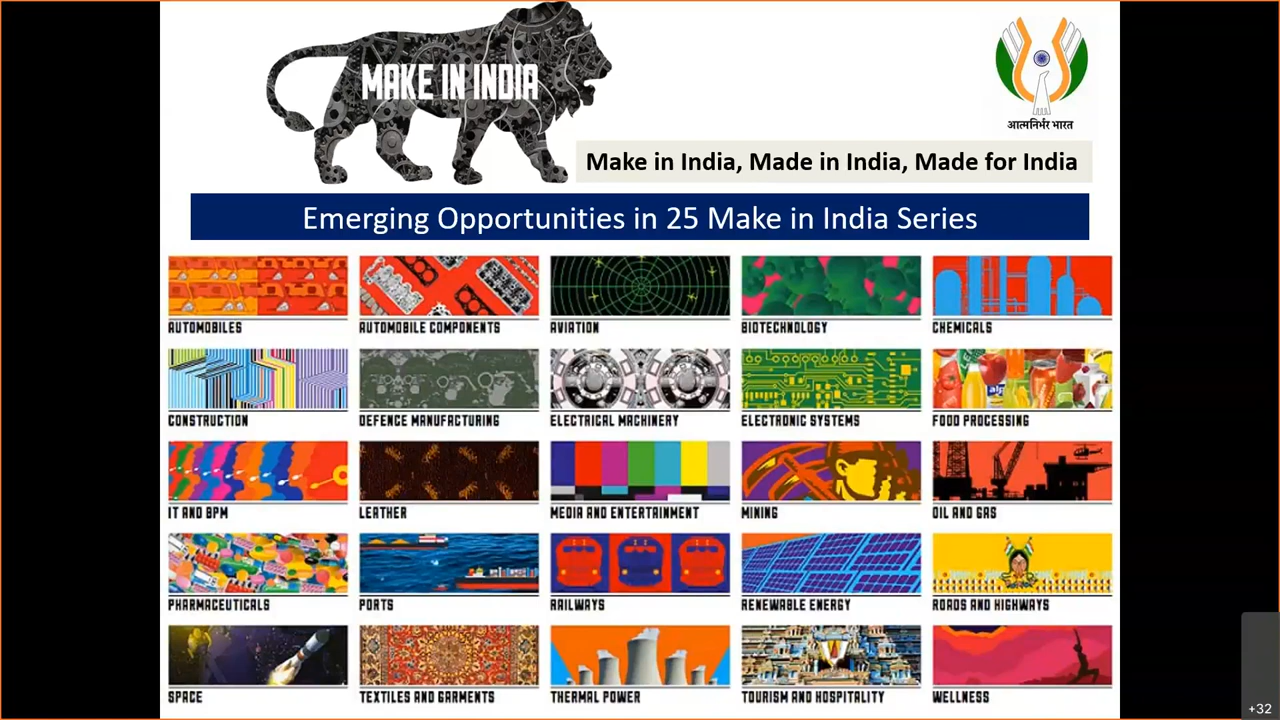 MAKE IN INDIA
आत्मनिर्भर भारत
Make in India, Made in India, Made for India
Emerging Opportunities in 25 Make in India Series
AUTOMOBILES
AUTOMOBILE COMPONENTS
AVIATION
BIOTECHNOLOGY
CHEMICALS
CONSTRUCTION
DEFENCE MANUFACTURING
ELECTRICAL MACHINERY
ELECTRONIC SYSTEMS
FOOD PROCESSING
IT AND BPM
LEATHER
MEDIA AND ENTERTAINMENT
MINING
OIL AND GAS
PHARMACEUTICALS
PORTS
RAILWAYS
RENEWABLE ENERGY
ROADS AND HIGHWAYS
SPACE
TEXTILES AND GARMENTS
THERMAL POWER
TOURISM AND HOSPITALITY
WELLNESS
+32